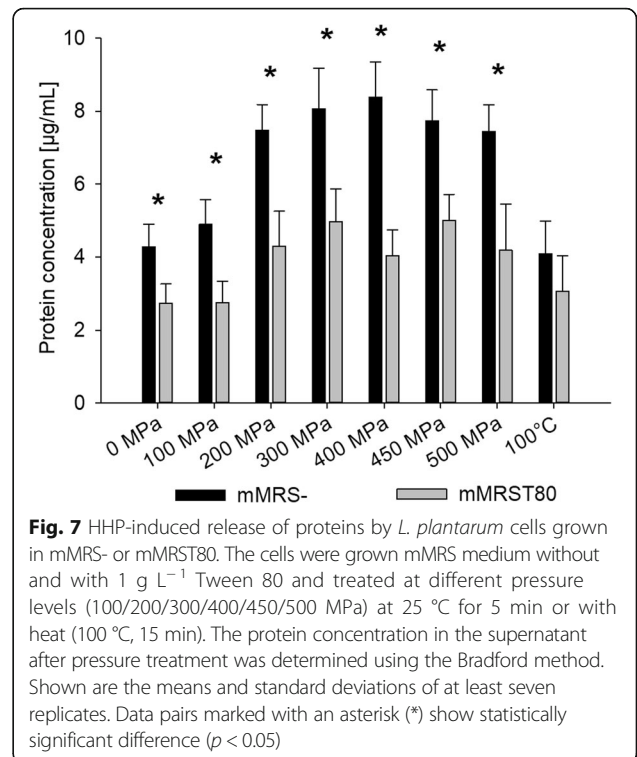 10
8
6
4
2
0
Protein concentration [µg/mL]
* * * * * * *
0 MPa 100 MPa 200 MPa 300 MPa 400 MPa 450 MPa 500 MPa 100°C
mMRS- mMRST80
Fig. 7 HHP-induced release of proteins by L. plantarum cells grown
in mMRS- or mMRST80. The cells were grown mMRS medium without
and with 1 g L⁻¹ Tween 80 and treated at different pressure
levels (100/200/300/400/450/500 MPa) at 25 °C for 5 min or with
heat (100 °C, 15 min). The protein concentration in the supernatant
after pressure treatment was determined using the Bradford method.
Shown are the means and standard deviations of at least seven
replicates. Data pairs marked with an asterisk (*) show statistically
significant difference (p < 0.05)